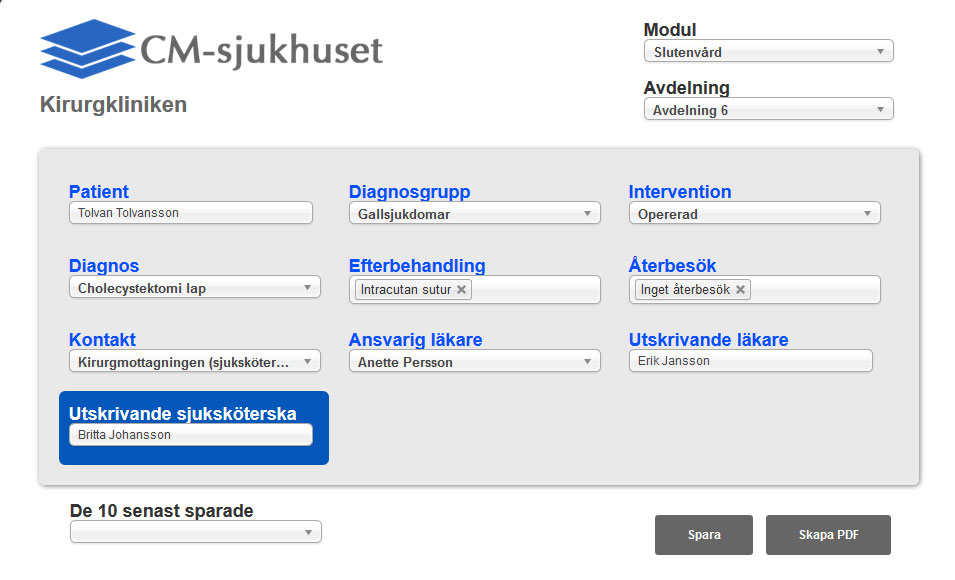 CM-sjukhuset
Kirurgkliniken
Modul
Slutenvård
Avdelning
Avdelning 6
Patient
Tolvan Tolvansson
Diagnosgrupp
Gallsjukdomar
Intervention
Opererad
Diagnos
Cholecystektomi lap
Efterbehandling
Intracutan sutur ✕
Återbesök
Inget återbesök ✕
Kontakt
Kirurgmottagningen (sjuksköter...
Ansvarig läkare
Anette Persson
Utskrivande läkare
Erik Jansson
Utskrivande sjuksköterska
Britta Johansson
De 10 senast sparade
Spara
Skapa PDF